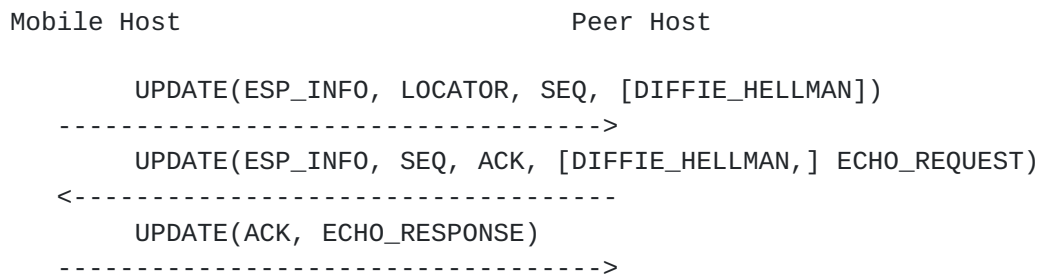 Mobile Host                         Peer Host
UPDATE(ESP_INFO, LOCATOR, SEQ, [DIFFIE_HELLMAN])
----------------------------------->
UPDATE(ESP_INFO, SEQ, ACK, [DIFFIE_HELLMAN,] ECHO_REQUEST)
<-----------------------------------
UPDATE(ACK, ECHO_RESPONSE)
----------------------------------->